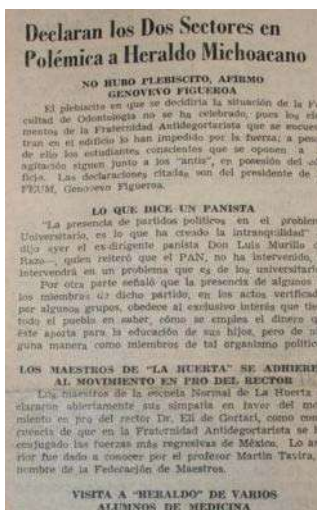 Declaran los Dos Sectores en
Polémica a Heraldo Michoacano
NO HUBO PLEBISCITO, AFIRMO
GENOVEVO FIGUEROA
El plebiscito en que se decidiría la situación de la
cultad de Odontología no se ha celebrado, pues los
mentos de la Fraternidad Antidegortarista que se encuen
tran en el edificio lo han impedido por la fuerza; a pesa
de ello los estudiantes conscientes que se oponen a
agitación siguen junto a los "antis", en posesión del
ficio. Las declaraciones citadas son del presidente de
FEUM, Genovevo Figueroa.
LO QUE DICE UN PANISTA
"La presencia de partidos políticos en el problem
Universitario, es lo que ha creado la intranquilidad"
dijo ayer el ex-dirigente panista Don Luis Murillo
Razo—, quien reiteró que el PAN, no ha intervenido,
intervendrá en un problema que es de los universitario
Por otra parte señaló que la presencia de algunos
los miembros de dicho partido, en los actos verificad
por algunos grupos, obedece al exclusivo interés que tie
todo el pueblo en saber, cómo se emplea el dinero q
éste aporta para la educación de sus hijos, pero de
guna manera como miembros de tal organismo polític
LOS MAESTROS DE "LA HUERTA" SE ADHIERE
AL MOVIMIENTO EN PRO DEL RECTOR
Los maestros de la escuela Normal de La Huerta
clararon abiertamente sus simpatía en favor del mo
miento en pro del rector Dr. Elí de Gortari, como con
cuencia de que en la Fraternidad Antidegortarista se
conjugado las fuerzas más regresivas de México. Lo an
rior fue dado a conocer por el profesor Martín Tavira,
nombre de la Federación de Maestros.
VISITA A "HERALDO" DE VARIOS
ALUMNOS DE MEDICINA